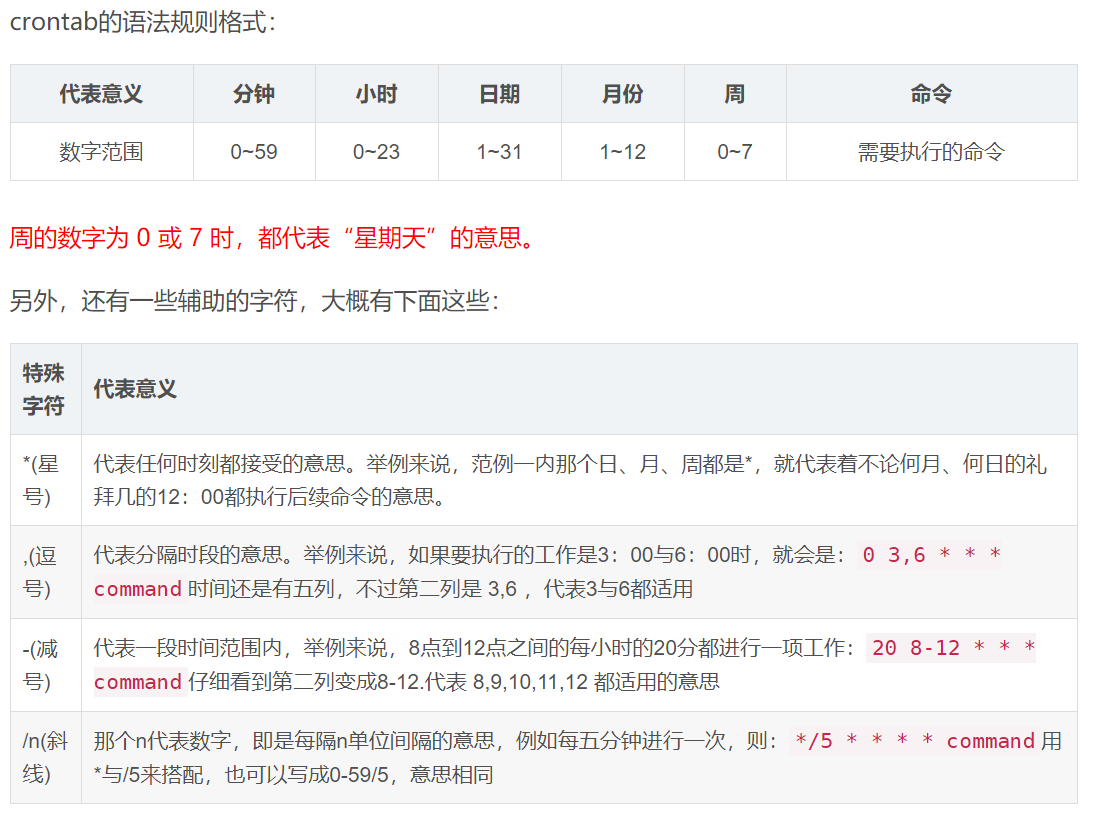 crontab的语法规则格式：
代表意义 分钟 小时 日期 月份 周 命令
数字范围 0~59 0~23 1~31 1~12 0~7 需要执行的命令
周的数字为 0 或 7 时，都代表“星期天”的意思。
另外，还有一些辅助的字符，大概有下面这些：
特殊
字符
代表意义
*(星
号)
代表任何时刻都接受的意思。举例来说，范例一内那个日、月、周都是*，就代表着不论何月、何日的礼
拜几的12：00都执行后续命令的意思。
,(逗
号)
代表分隔时段的意思。举例来说，如果要执行的工作是3：00与6：00时，就会是： 0 3,6 * * *
command 时间还是有五列，不过第二列是 3,6 ，代表3与6都适用
-(减
号)
代表一段时间范围内，举例来说，8点到12点之间的每小时的20分都进行一项工作： 20 8-12 * * *
command 仔细看到第二列变成8-12.代表 8,9,10,11,12 都适用的意思
/n(斜
线)
那个n代表数字，即是每隔n单位间隔的意思，例如每五分钟进行一次，则： */5 * * * * command 用
*与/5来搭配，也可以写成0-59/5，意思相同